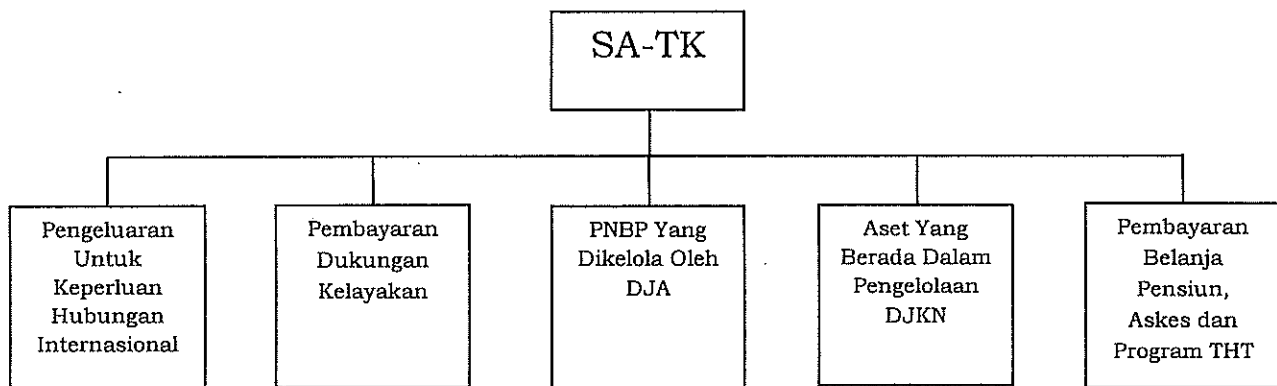 SA-TK
Pengeluaran
Untuk
Keperluan
Hubungan
Internasional
Pembayaran
Dukungan
Kelayakan
PNBP Yang
Dikelola Oleh
DJA
Aset Yang
Berada Dalam
Pengelolaan
DJKN
Pembayaran
Belanja
Pensiun,
Askes dan
Program THT